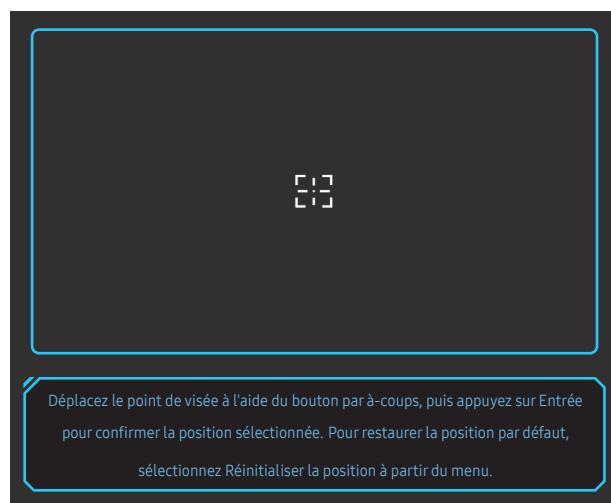 Déplacez le point de visée à l'aide du bouton par à-coups, puis appuyez sur Entrée
pour confirmer la position sélectionnée. Pour restaurer la position par défaut,
sélectionnez Réinitialiser la position à partir du menu.